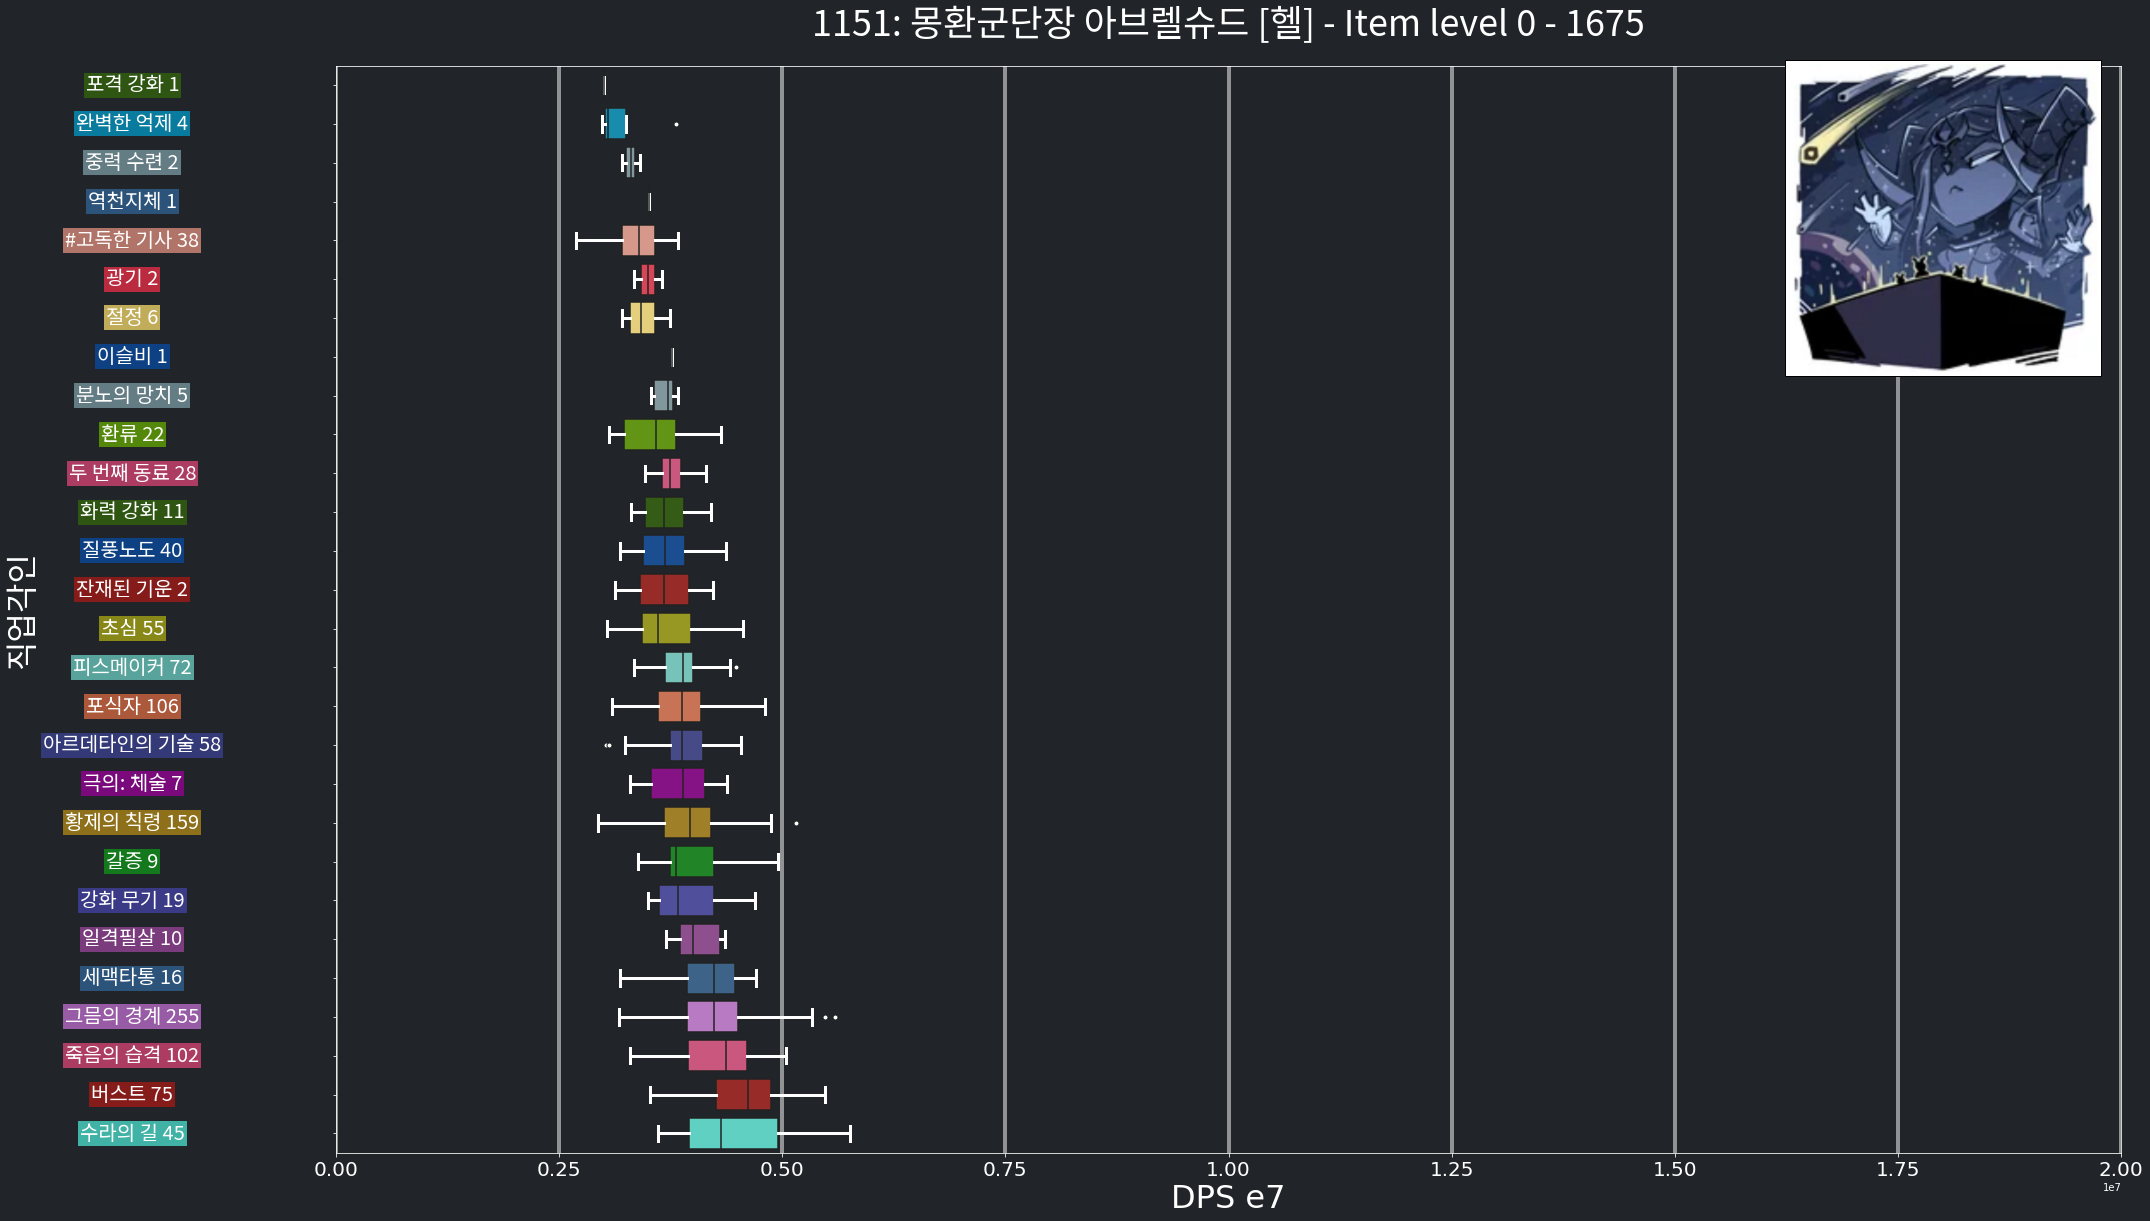 1151: 몽환군단장 아브렐슈드 [헬] - Item level 0 - 1675
직업각인
포격 강화 1
완벽한 억제 4
중력 수련 2
역천지체 1
#고독한 기사 38
광기 2
절정 6
이슬비 1
분노의 망치 5
환류 22
두 번째 동료 28
화력 강화 11
질풍노도 40
잔재된 기운 2
초심 55
피스메이커 72
포식자 106
아르데타인의 기술 58
극의: 체술 7
황제의 칙령 159
갈증 9
강화 무기 19
일격필살 10
세맥타통 16
그믐의 경계 255
죽음의 습격 102
버스트 75
수라의 길 45
0.00 0.25 0.50 0.75 1.00 1.25 1.50 1.75 2.00
1e7
DPS e7